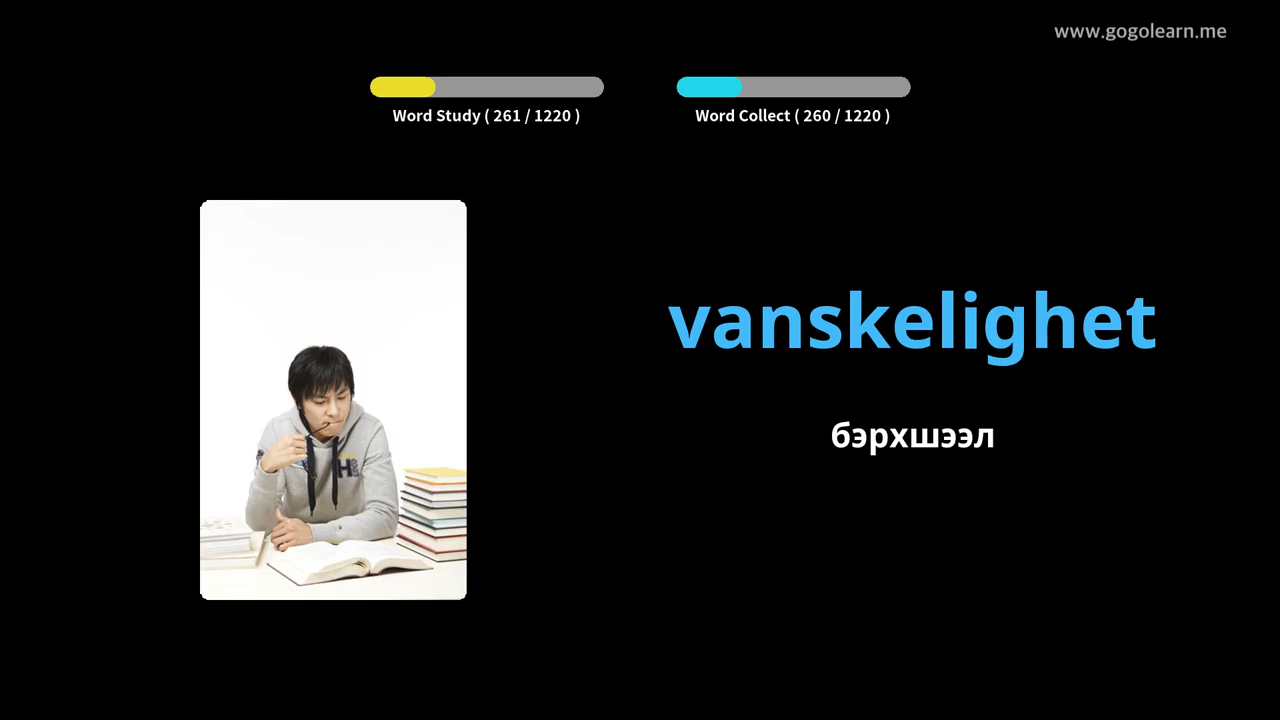 www.gogolearn.me
Word Study ( 261 / 1220 )
Word Collect ( 260 / 1220 )
vanskelighet
бэрхшээл
H